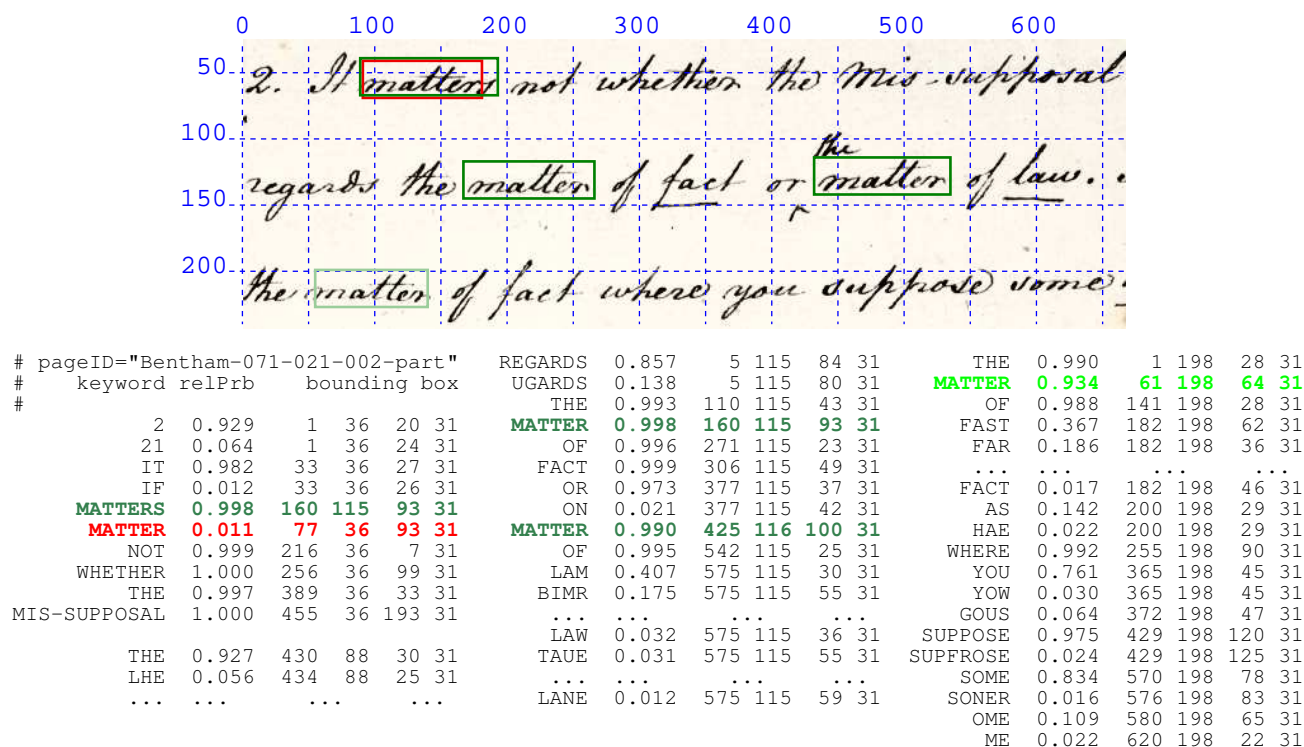 0 100 200 300 400 500 600
50
2. It matters not whether the Mis-supposal
100
the
regards the matter of fact or matter of law.
150
200
the matter of fact where you suppose some
# pageID="Bentham-071-021-002-part"
# keyword relPrb bounding box
#
2 0.929 1 36 20 31
21 0.064 1 36 24 31
IT 0.982 33 36 27 31
IF 0.012 33 36 26 31
MATTERS 0.998 160 115 93 31
MATTER 0.011 77 36 93 31
NOT 0.999 216 36 7 31
WHETHER 1.000 256 36 99 31
THE 0.997 389 36 33 31
MIS-SUPPOSAL 1.000 455 36 193 31
THE 0.927 430 88 30 31
LHE 0.056 434 88 25 31
... ... ... ...
REGARDS 0.857 5 115 84 31
UGARDS 0.138 5 115 80 31
THE 0.993 110 115 43 31
MATTER 0.998 160 115 93 31
OF 0.996 271 115 23 31
FACT 0.999 306 115 49 31
OR 0.973 377 115 37 31
ON 0.021 377 115 42 31
MATTER 0.990 425 116 100 31
OF 0.995 542 115 25 31
LAM 0.407 575 115 30 31
BIMR 0.175 575 115 55 31
... ... ... ...
LAW 0.032 575 115 36 31
TAUE 0.031 575 115 55 31
... ... ... ...
LANE 0.012 575 115 59 31
THE 0.990 1 198 28 31
MATTER 0.934 61 198 64 31
OF 0.988 141 198 28 31
FAST 0.367 182 198 62 31
FAR 0.186 182 198 36 31
... ... ... ...
FACT 0.017 182 198 46 31
AS 0.142 200 198 29 31
HAE 0.022 200 198 29 31
WHERE 0.992 255 198 90 31
YOU 0.761 365 198 45 31
YOW 0.030 365 198 45 31
GOUS 0.064 372 198 47 31
SUPPOSE 0.975 429 198 120 31
SUPFROSE 0.024 429 198 125 31
SOME 0.834 570 198 78 31
SONER 0.016 576 198 83 31
OME 0.109 580 198 65 31
ME 0.022 620 198 22 31